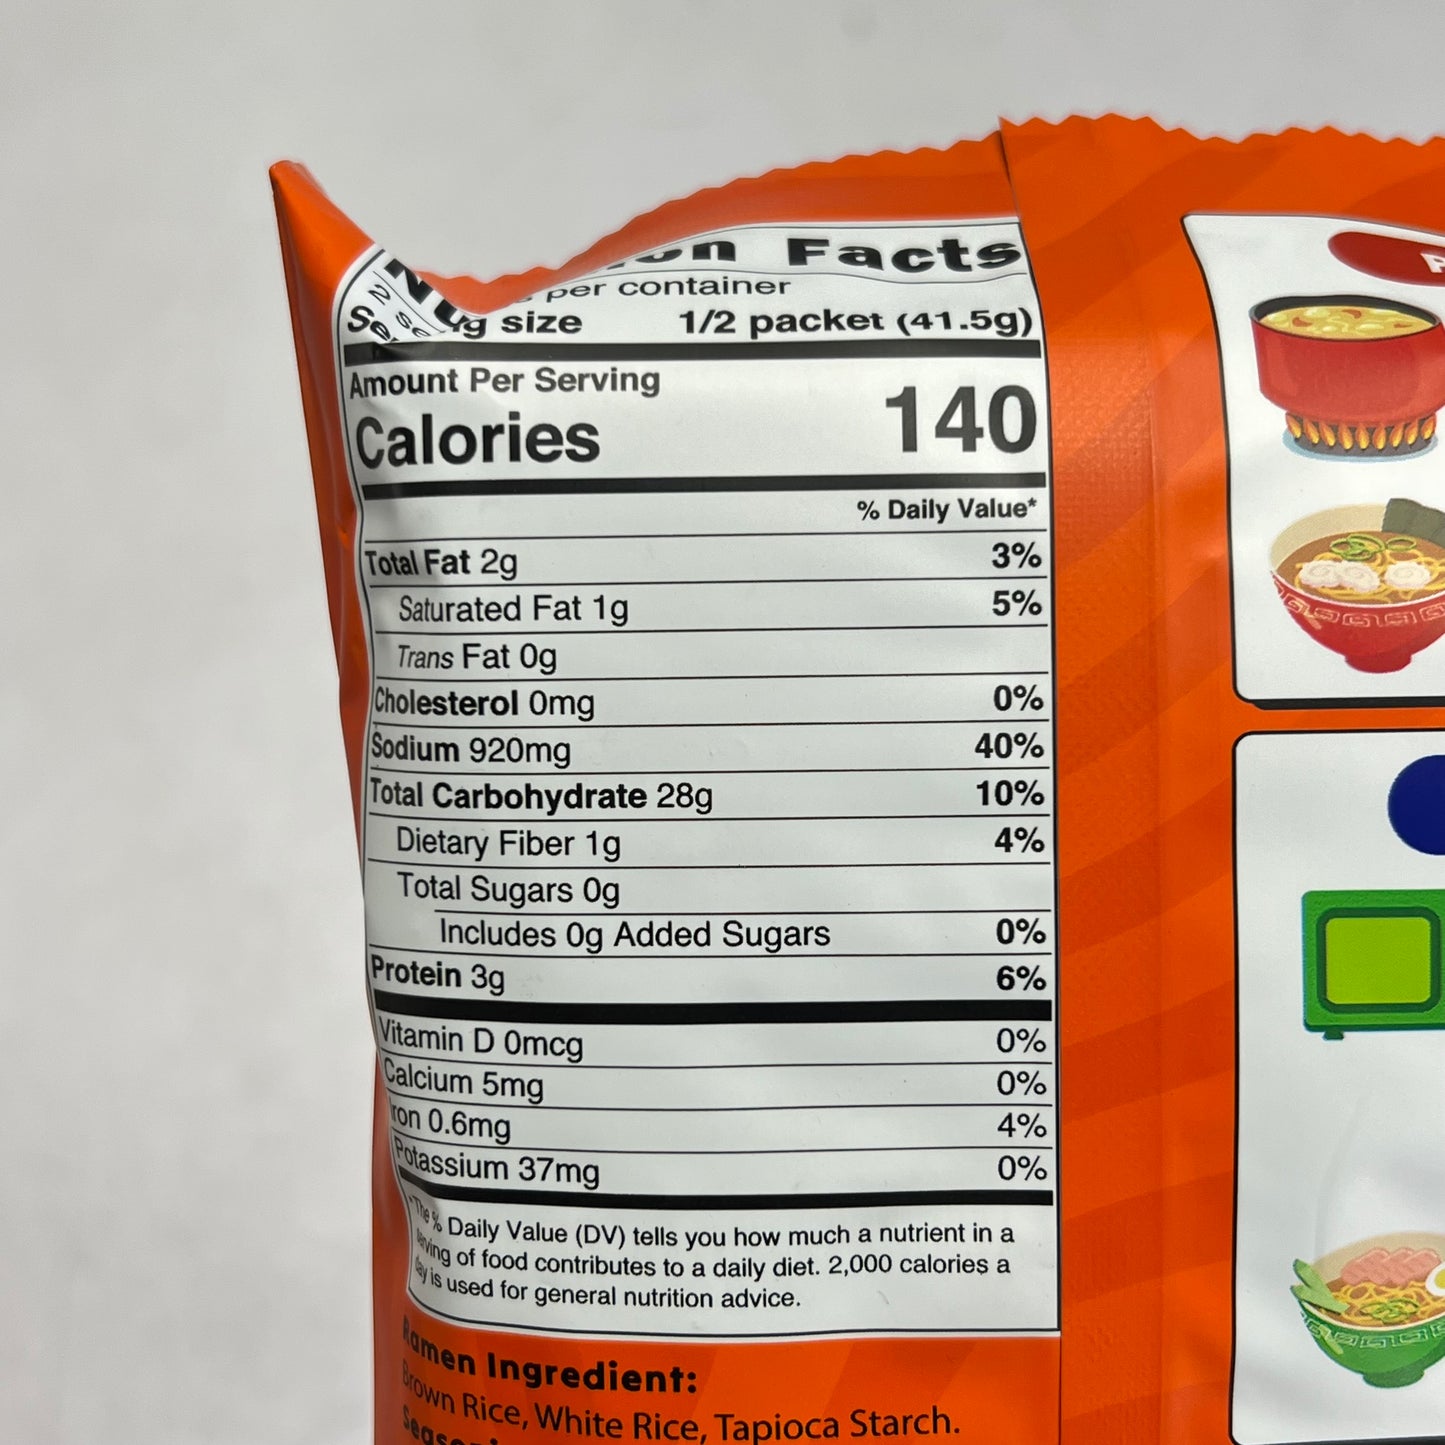 Facts
per container
size 1/2 packet (41.5g)
Amount Per Serving
Calories 140
% Daily Value*
Total Fat 2g 3%
Saturated Fat 1g 5%
Trans Fat 0g
Cholesterol 0mg 0%
Sodium 920mg 40%
Total Carbohydrate 28g 10%
Dietary Fiber 1g 4%
Total Sugars 0g
Includes 0g Added Sugars 0%
Protein 3g 6%
Vitamin D 0mcg 0%
Calcium 5mg 0%
Iron 0.6mg 4%
Potassium 37mg 0%
*The % Daily Value (DV) tells you how much a nutrient in a
serving of food contributes to a daily diet. 2,000 calories a
day is used for general nutrition advice.
Ramen Ingredient:
Brown Rice, White Rice, Tapioca Starch.